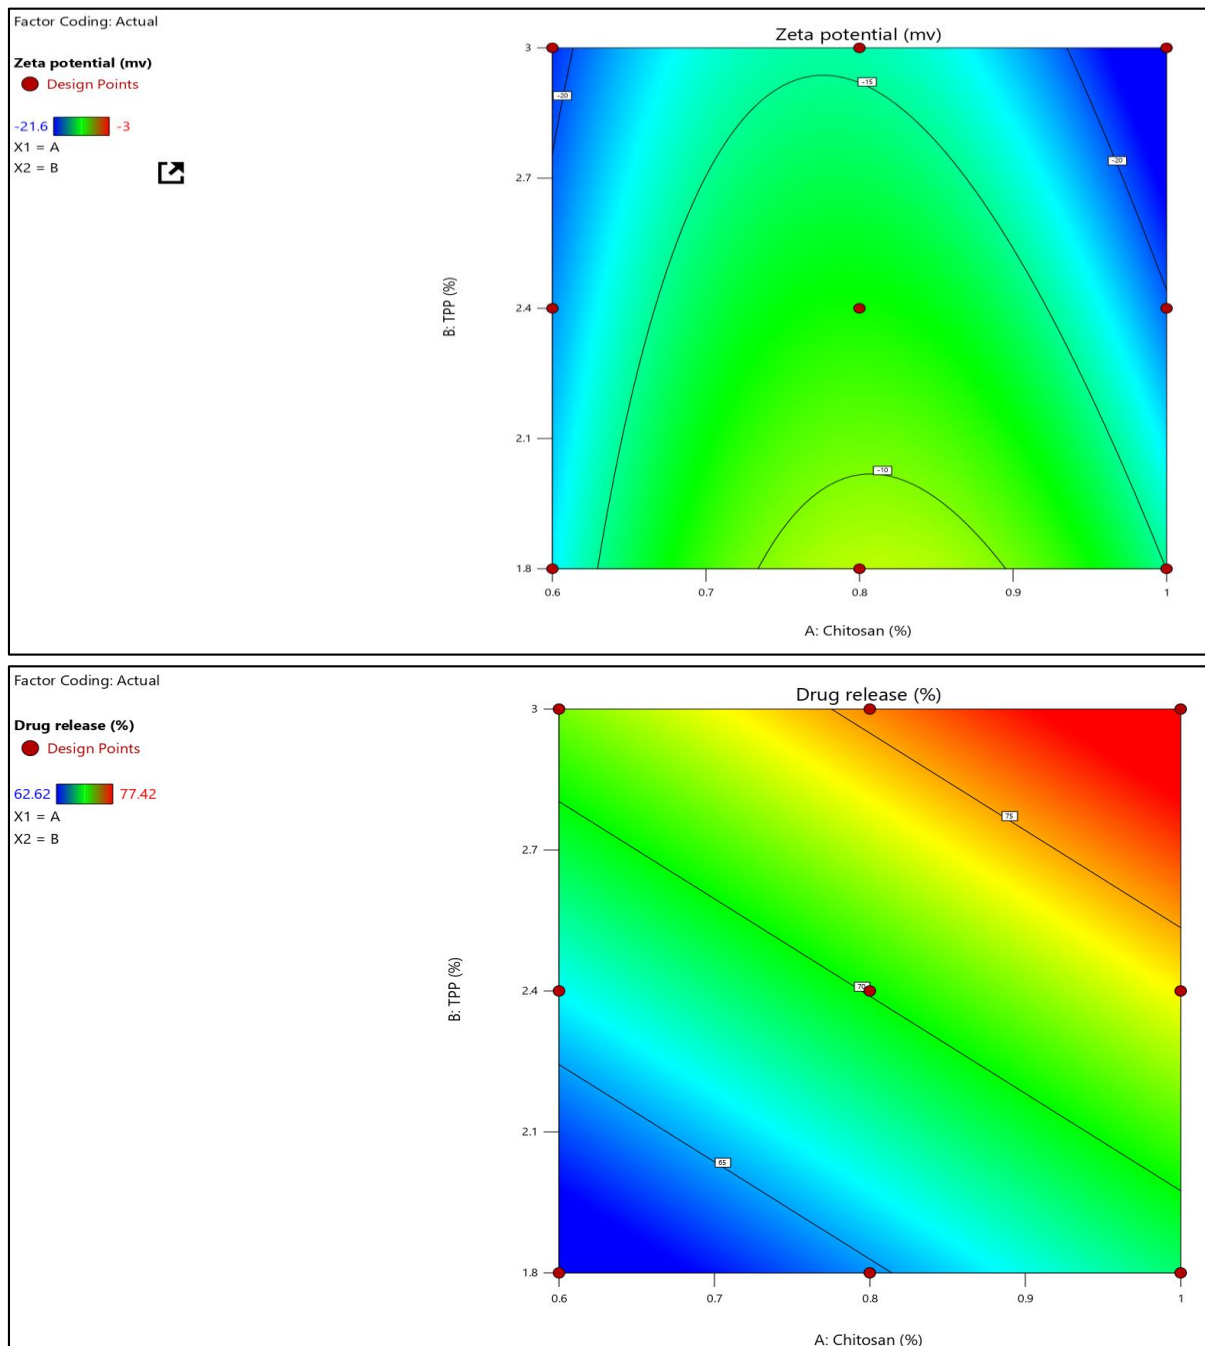 Factor Coding: Actual
Zeta potential (mv)
Design Points
-21.6 -3
X1 = A
X2 = B
Zeta potential (mv)
3
2.7
2.4
2.1
1.8
B: TPP (%)
-20
-15
-20
-10
0.6 0.7 0.8 0.9 1
A: Chitosan (%)
Factor Coding: Actual
Drug release (%)
Design Points
62.62 77.42
X1 = A
X2 = B
Drug release (%)
3
2.7
2.4
2.1
1.8
B: TPP (%)
75
70
65
0.6 0.7 0.8 0.9 1
A: Chitosan (%)